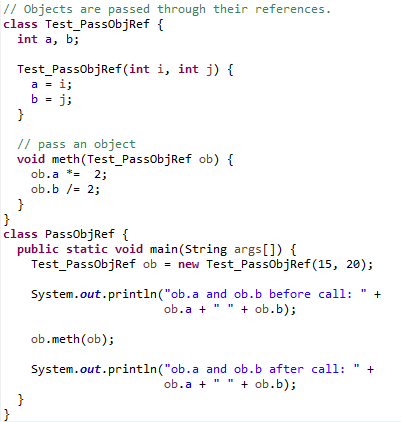 // Objects are passed through their references.
class Test_PassObjRef {
  int a, b;

  Test_PassObjRef(int i, int j) {
    a = i;
    b = j;
  }

  // pass an object
  void meth(Test_PassObjRef ob) {
    ob.a *=  2;
    ob.b /= 2;
  }
}
class PassObjRef {
  public static void main(String args[]) {
    Test_PassObjRef ob = new Test_PassObjRef(15, 20);

    System.out.println("ob.a and ob.b before call: " +
                       ob.a + " " + ob.b);

    ob.meth(ob);

    System.out.println("ob.a and ob.b after call: " +
                       ob.a + " " + ob.b);
  }
}